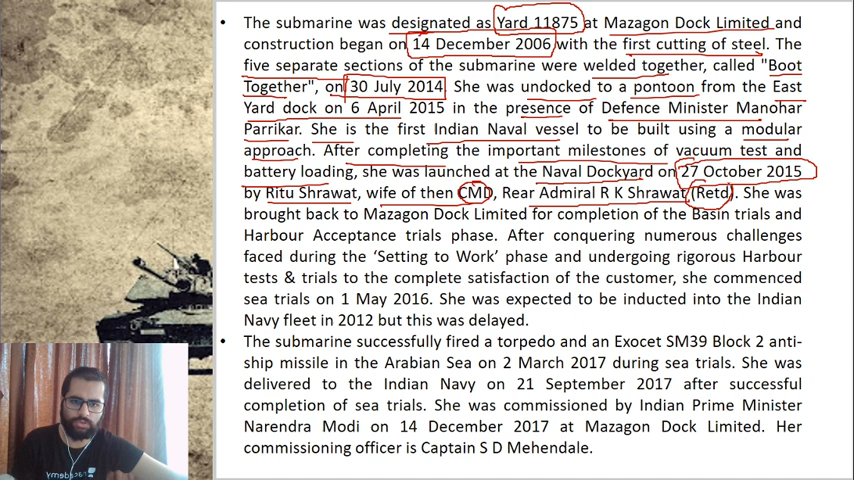 • The submarine was designated as Yard 11875 at Mazagon Dock Limited and
construction began on 14 December 2006 with the first cutting of steel. The
five separate sections of the submarine were welded together, called "Boot
Together", on 30 July 2014. She was undocked to a pontoon from the East
Yard dock on 6 April 2015 in the presence of Defence Minister Manohar
Parrikar. She is the first Indian Naval vessel to be built using a modular
approach. After completing the important milestones of vacuum test and
battery loading, she was launched at the Naval Dockyard on 27 October 2015
by Ritu Shrawat, wife of then CMD, Rear Admiral R K Shrawat (Retd). She was
brought back to Mazagon Dock Limited for completion of the Basin trials and
Harbour Acceptance trials phase. After conquering numerous challenges
faced during the ‘Setting to Work’ phase and undergoing rigorous Harbour
tests & trials to the complete satisfaction of the customer, she commenced
sea trials on 1 May 2016. She was expected to be inducted into the Indian
Navy fleet in 2012 but this was delayed.
• The submarine successfully fired a torpedo and an Exocet SM39 Block 2 anti-
ship missile in the Arabian Sea on 2 March 2017 during sea trials. She was
delivered to the Indian Navy on 21 September 2017 after successful
completion of sea trials. She was commissioned by Indian Prime Minister
Narendra Modi on 14 December 2017 at Mazagon Dock Limited. Her
commissioning officer is Captain S D Mehendale.